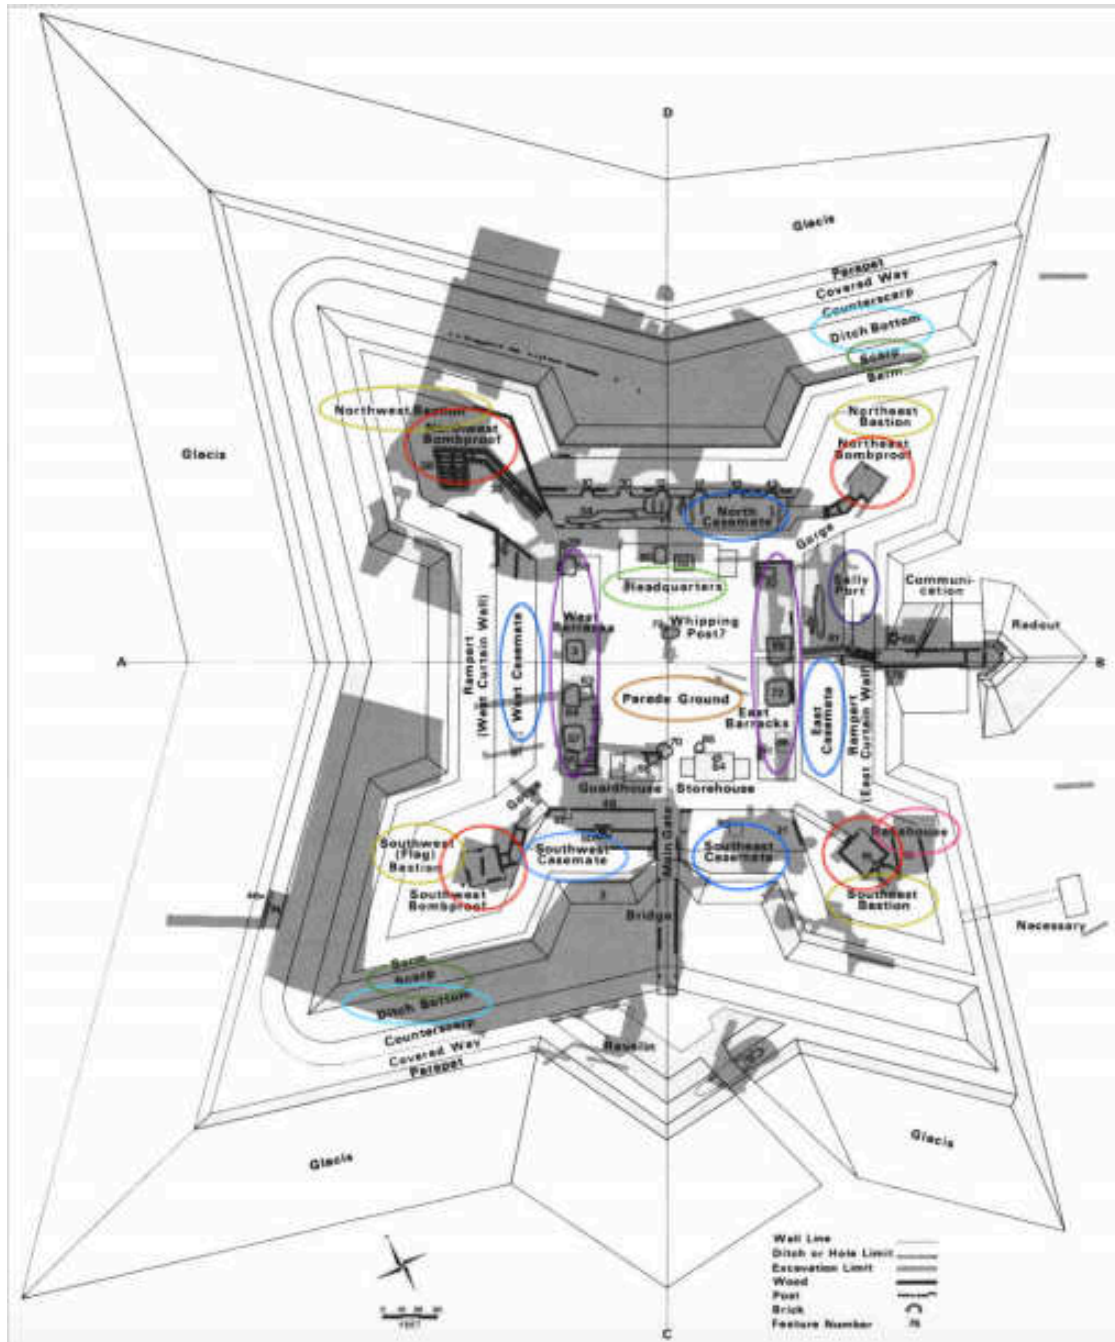 D
Glacis
Parapet
Covered Way
Counterscarp
Ditch Bottom
Scarp
Berm
Northwest Bastion
Northwest
Bombproof
Northeast
Bastion
Northeast
Bombproof
Glacis
North
Casemate
Gorge
Headquarters
Sally
Port
Communi-
cation
Redout
West Barracks
Whipping
Post?
A
B
Rampart
(West Curtain Wall)
West Casemate
Parade Ground
72
East Barracks
East
Casemate
Rampart
(East Curtain Wall)
Guardhouse
Storehouse
Gorge
Main Gate
Southwest
(Flag)
Bastion
Southwest
Casemate
Southeast
Casemate
Bakehouse
Southwest
Bombproof
Southeast
Bastion
Bridge
Necessary
Berm
Scarp
Ditch Bottom
Counterscarp
Covered Way
Parapet
Ravelin
Glacis
Glacis
Wall Line
Ditch or Hole Limit
Excavation Limit
Wood
Post
Brick
Feature Number
FEET
C